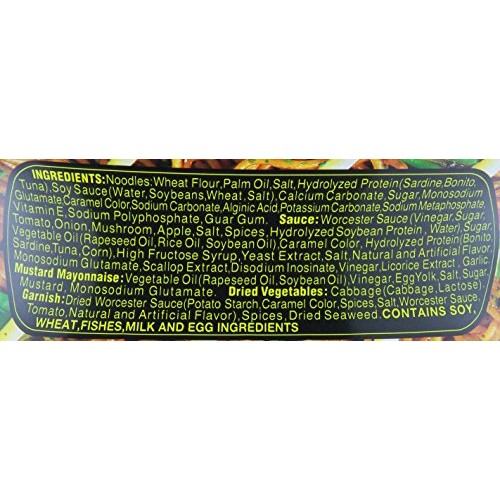 INGREDIENTS:Noodles:Wheat Flour,Palm Oil,Salt,Hydrolyzed Protein(Sardine,Bonito,
Tuna),Soy Sauce(Water,Soybeans,Wheat,Salt),Calcium Carbonate,Sugar,Monosodium
Glutamate,Caramel Color,Sodium Carbonate,Alginic Acid,Potassium Carbonate,Sodium Metaphosphate,
Vitamin E,Sodium Polyphosphate,Guar Gum. Sauce:Worcester Sauce(Vinegar,Sugar,
Tomato,Onion,Mushroom,Apple,Salt,Spices,Hydrolyzed Soybean Protein,Water),Sugar,
Vegetable Oil(Rapeseed Oil,Rice Oil,Soybean Oil),Caramel Color, Hydrolyzed Protein(Bonito,
Sardine,Tuna,Corn),High Fructose Syrup,Yeast Extract,Salt,Natural and Artificial Flavor,
Monosodium Glutamate,Scallop Extract,Disodium Inosinate,Vinegar,Licorice Extract, Garlic.
Mustard Mayonnaise:Vegetable Oil(Rapeseed Oil,Soybean Oil),Vinegar,EggYolk,Salt,Sugar,
Mustard, Monosodium Glutamate. Dried Vegetables: Cabbage(Cabbage,Lactose)
Garnish:Dried Worcester Sauce(Potato Starch,Caramel Color,Spices,Salt,Worcester Sauce,
Tomato,Natural and Artificial Flavor),Spices,Dried Seaweed.CONTAINS SOY,
WHEAT,FISHES,MILK AND EGG INGREDIENTS